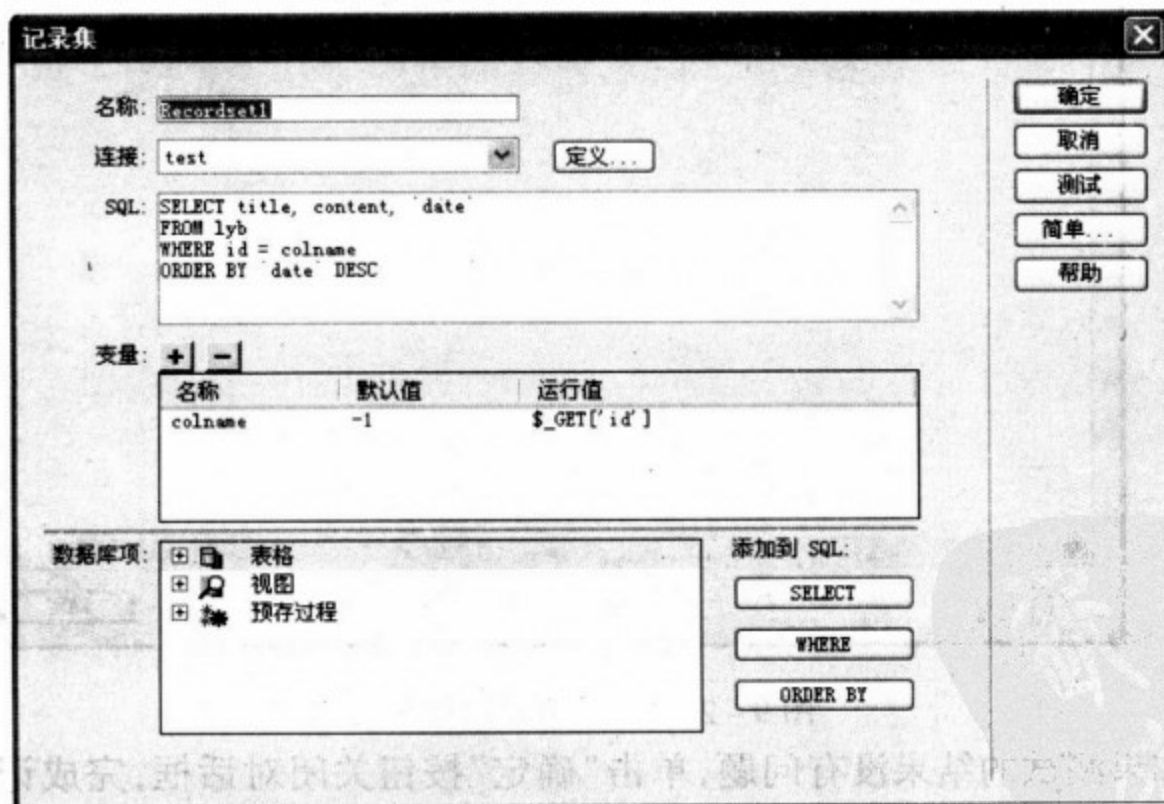 记录集
名称: Recordset1
连接: test 定义...
SQL: SELECT title, content, `date`
FROM lyb
WHERE id = colname
ORDER BY `date` DESC
变量: + -
名称 默认值 运行值
colname -1 $_GET['id']
数据库项: 表格
视图
预存过程
添加到 SQL:
SELECT
WHERE
ORDER BY
确定
取消
测试
简单...
帮助